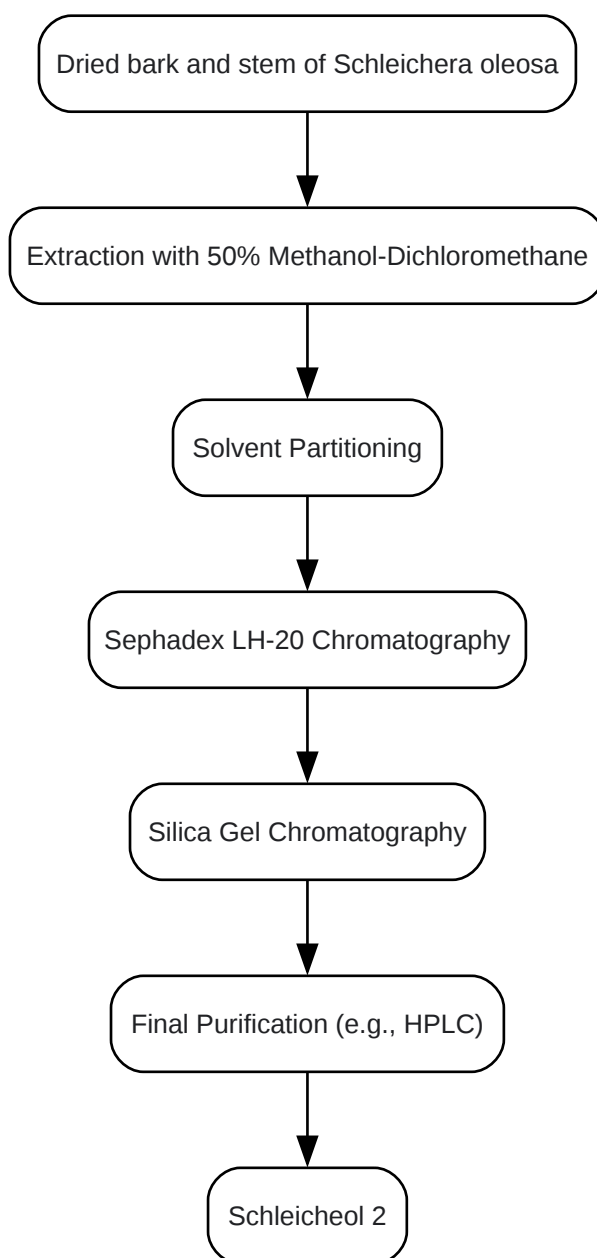 Dried bark and stem of Schleichera oleosa
Extraction with 50% Methanol-Dichloromethane
Solvent Partitioning
Sephadex LH-20 Chromatography
Silica Gel Chromatography
Final Purification (e.g., HPLC)
Schleicheol 2